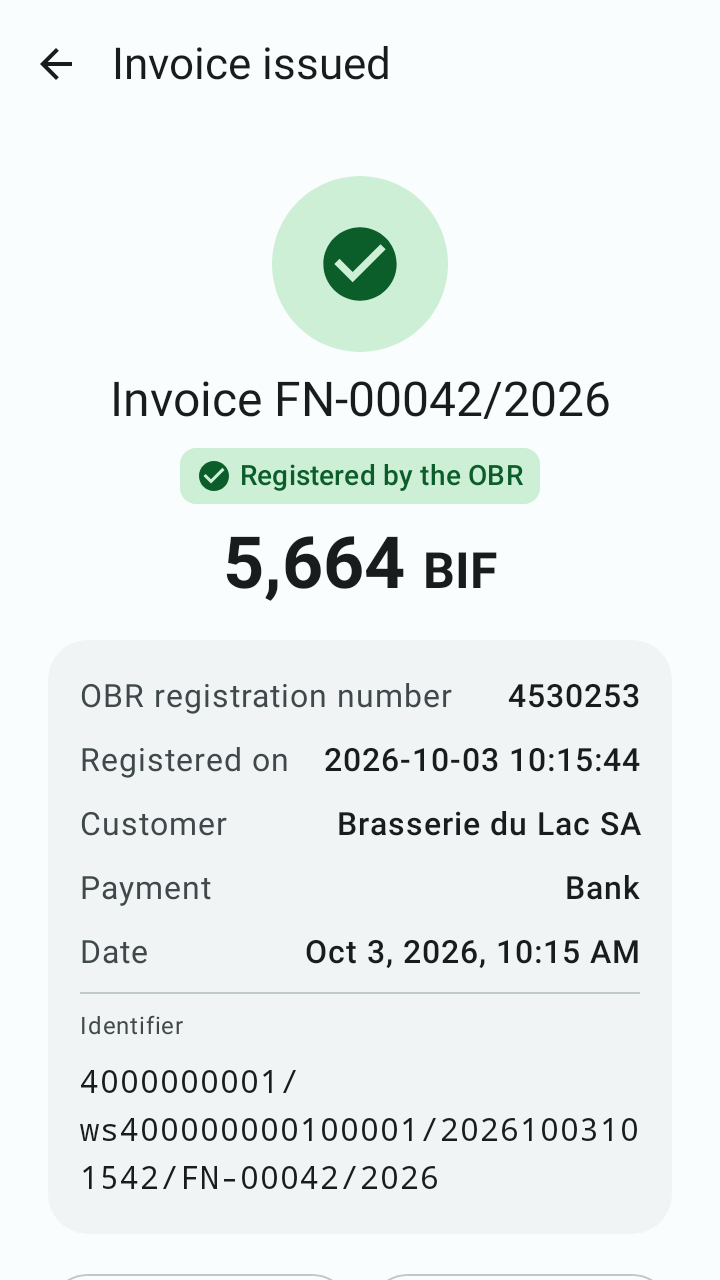 Invoice issued
Invoice FN-00042/2026
Registered by the OBR
5,664 BIF
OBR registration number 4530253
Registered on 2026-10-03 10:15:44
Customer Brasserie du Lac SA
Payment Bank
Date Oct 3, 2026, 10:15 AM
Identifier
4000000001/
ws400000000100001/2026100310
1542/FN-00042/2026